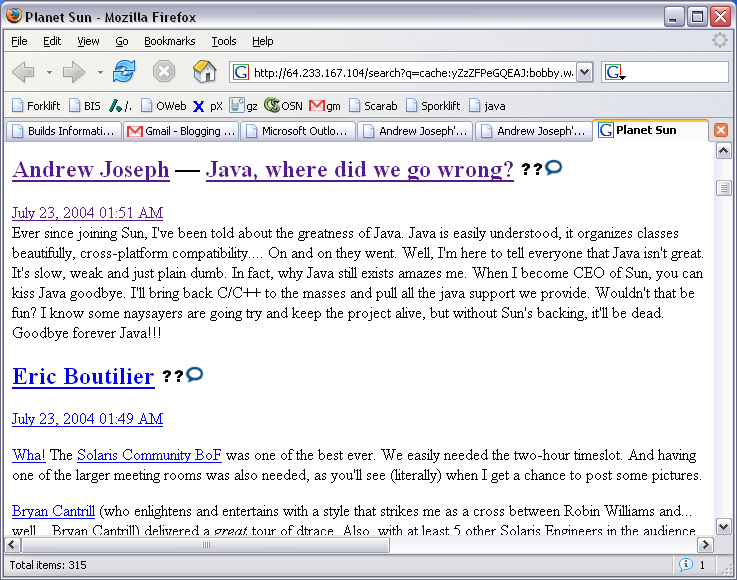 Planet Sun - Mozilla Firefox
File Edit View Go Bookmarks Tools Help
http://64.233.167.104/search?q=cache:yZzZFPeGQEAJ:bobby.w
Forklift BIS /. OWeb X pX gz OSN gm Scarab Sporklift java
Builds Informati... Gmail - Blogging ... Microsoft Outlo... Andrew Joseph'... Andrew Joseph'... Planet Sun
Andrew Joseph — Java, where did we go wrong? ??
July 23, 2004 01:51 AM
Ever since joining Sun, I've been told about the greatness of Java. Java is easily understood, it organizes classes
beautifully, cross-platform compatibility.... On and on they went. Well, I'm here to tell everyone that Java isn't great.
It's slow, weak and just plain dumb. In fact, why Java still exists amazes me. When I become CEO of Sun, you can
kiss Java goodbye. I'll bring back C/C++ to the masses and pull all the java support we provide. Wouldn't that be
fun? I know some naysayers are going try and keep the project alive, but without Sun's backing, it'll be dead.
Goodbye forever Java!!!
Eric Boutilier ??
July 23, 2004 01:49 AM
Wha! The Solaris Community BoF was one of the best ever. We easily needed the two-hour timeslot. And having
one of the larger meeting rooms was also needed, as you'll see (literally) when I get a chance to post some pictures.
Bryan Cantrill (who enlightens and entertains with a style that strikes me as a cross between Robin Williams and...
well... Bryan Cantrill) delivered a great tour of dtrace. Also, with at least 5 other Solaris Engineers in the audience
Total items: 315 1